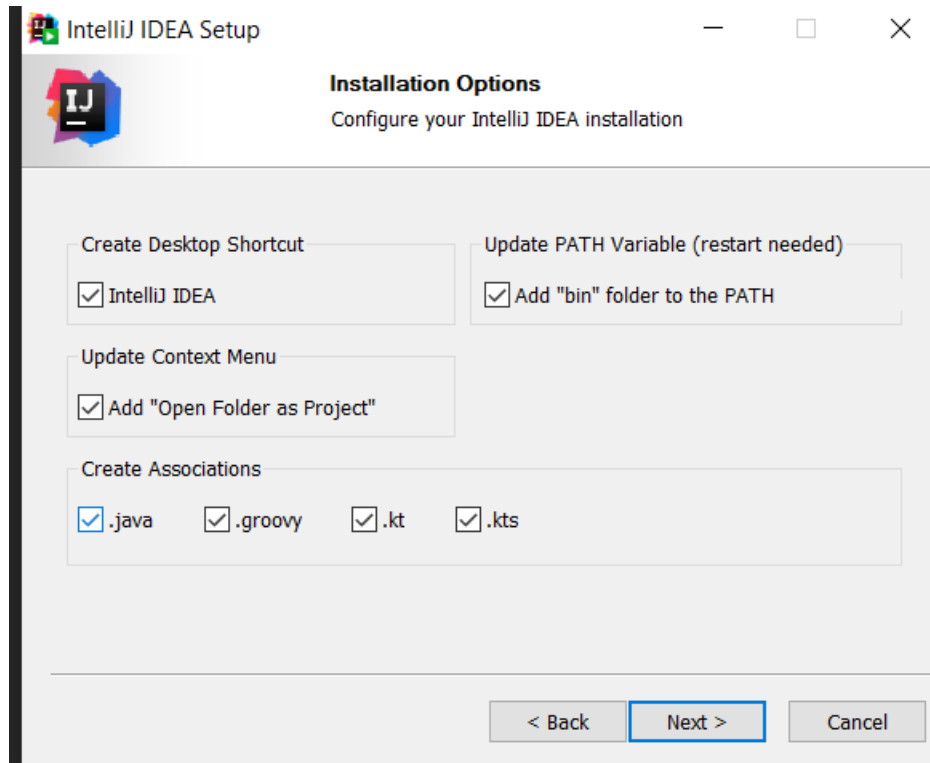 IntelliJ IDEA Setup
IJ
Installation Options
Configure your IntelliJ IDEA installation
Create Desktop Shortcut
IntelliJ IDEA
Update PATH Variable (restart needed)
Add "bin" folder to the PATH
Update Context Menu
Add "Open Folder as Project"
Create Associations
.java .groovy .kt .kts
< Back Next > Cancel